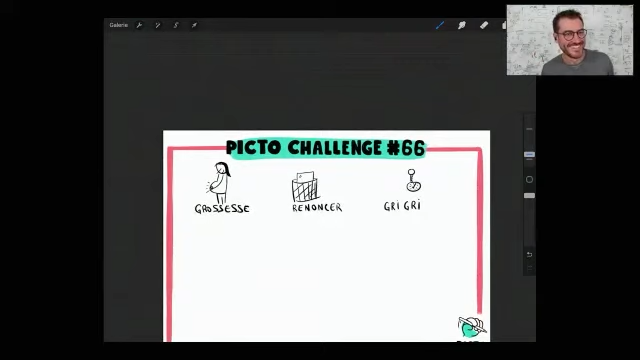 Galerie
PICTO CHALLENGE #66
GROSSESSE
RENONCER
GRI GRI